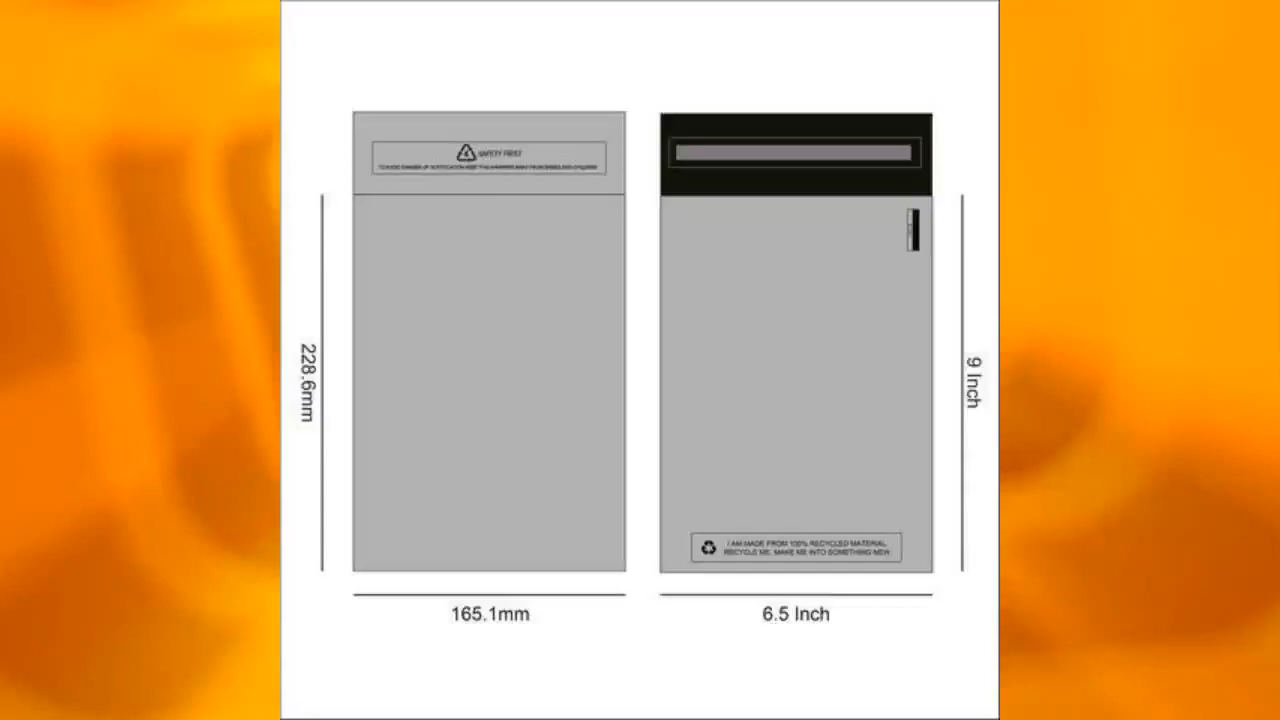 SAFETY FIRST
228.6mm
165.1mm
9 Inch
I AM MADE FROM 100% RECYCLED MATERIAL
RECYCLE ME, MAKE ME INTO SOMETHING NEW
6.5 Inch